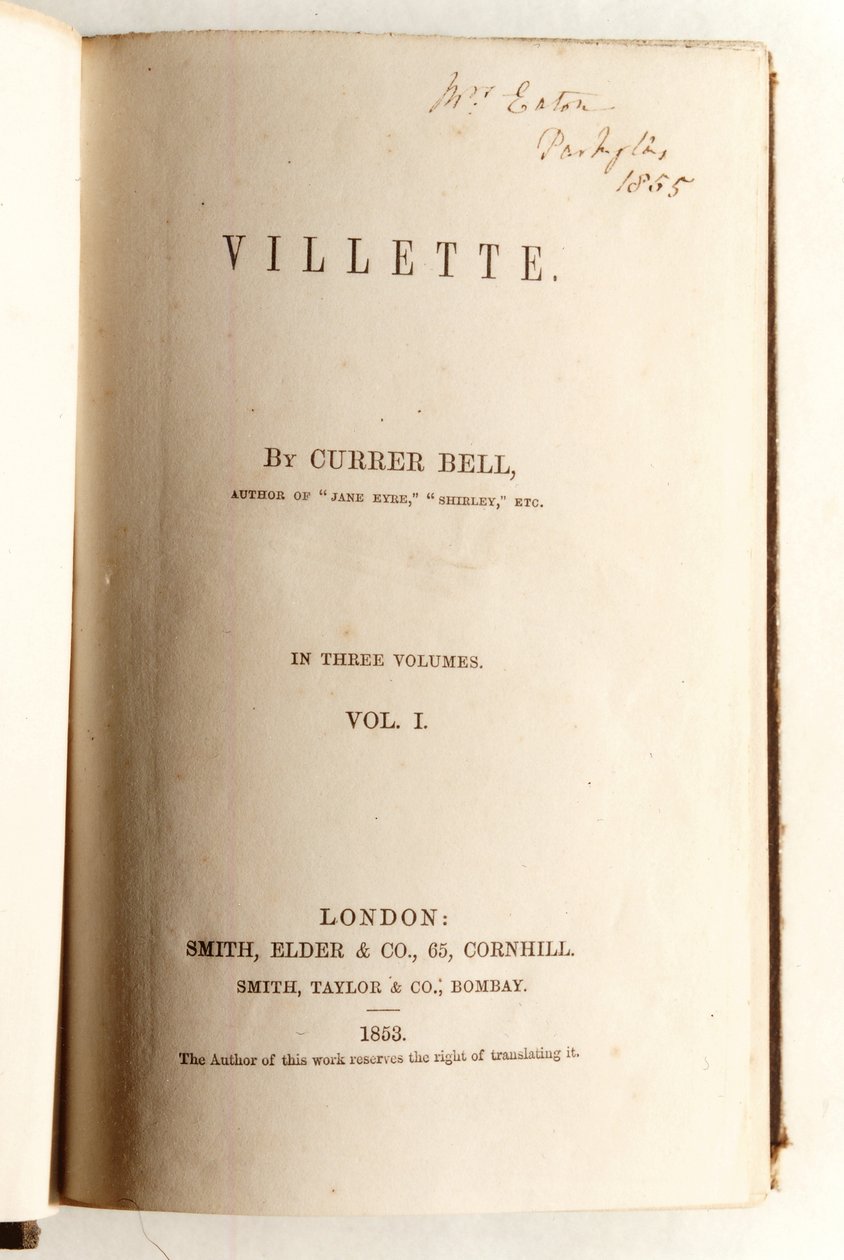 Mrs Eaton
1855
VILLETTE.
BY CURRER BELL,
AUTHOR OF “JANE EYRE,” “SHIRLEY,” ETC.
IN THREE VOLUMES.
VOL. I.
LONDON:
SMITH, ELDER & CO., 65, CORNHILL.
SMITH, TAYLOR & CO., BOMBAY.
1853.
The Author of this work reserves the right of translating it.